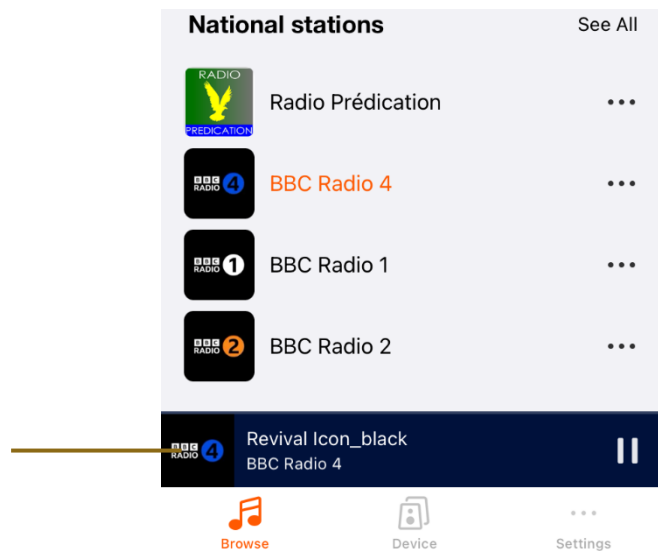 National stations
See All
RADIO
PREDICATION
Radio Prédication
BBC RADIO 4
BBC Radio 4
BBC RADIO 1
BBC Radio 1
BBC RADIO 2
BBC Radio 2
BBC RADIO 4
Revival Icon_black
BBC Radio 4
Browse
Device
Settings